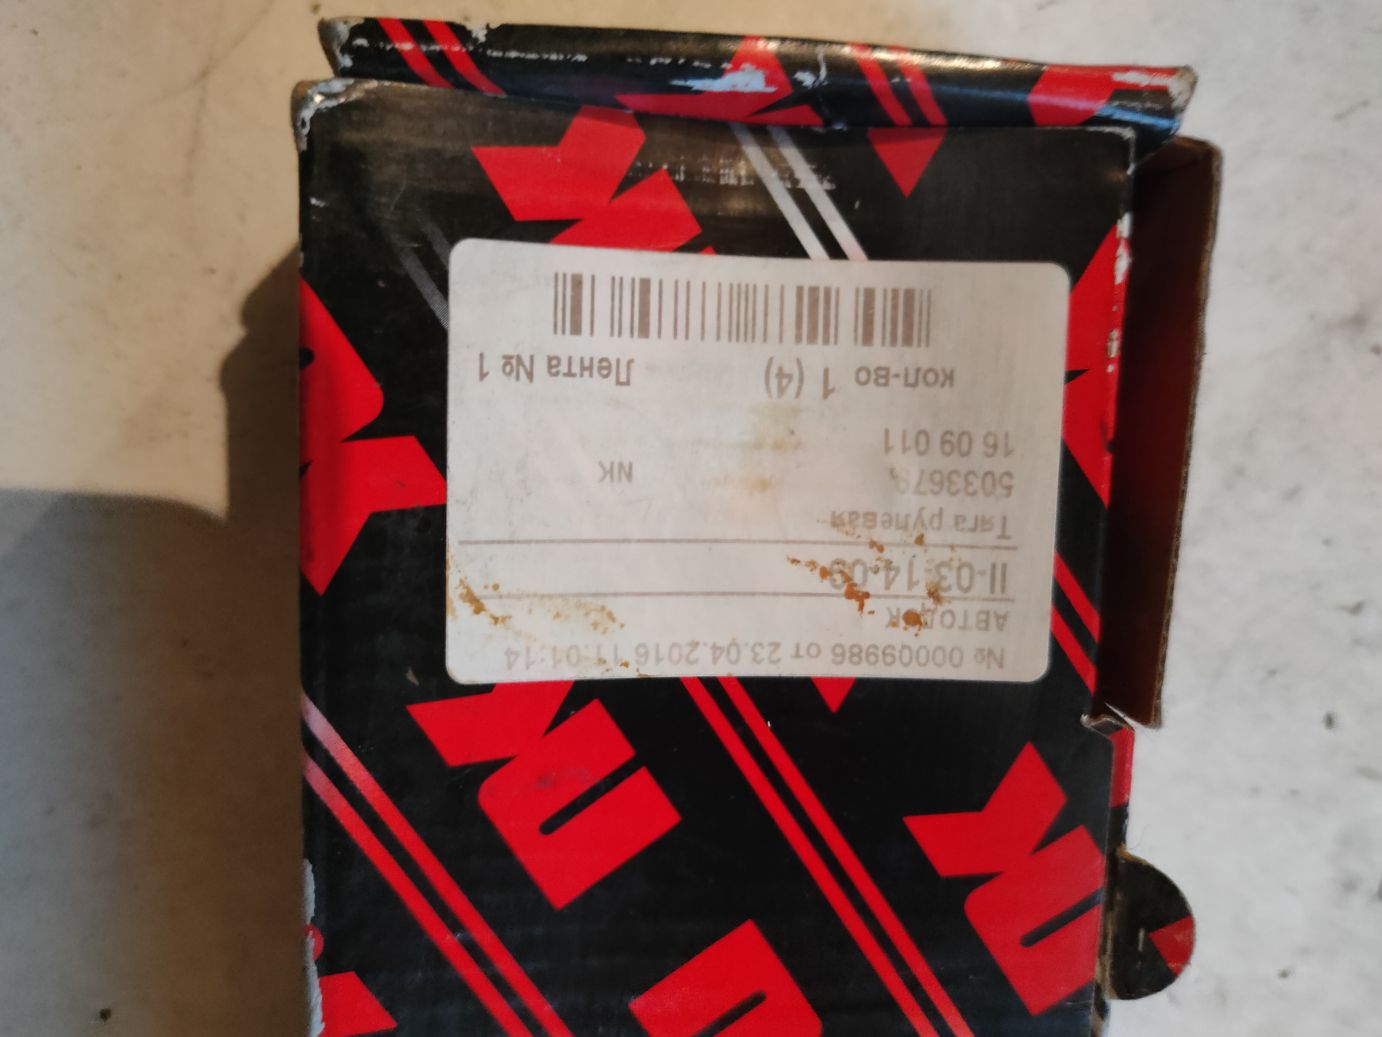 № 00009986 от 23.04.2016 11:01:14
АВТОДОК
II-03-14-09
Тяга рулевая
5033679 NK
16 09 011
кол-во 1 (4) Лента № 1